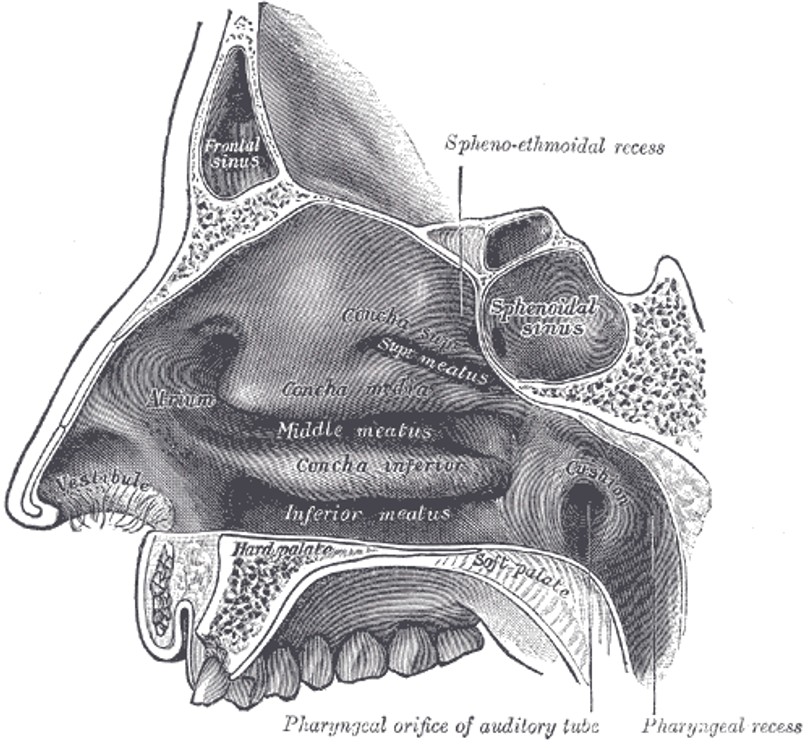 Frontal
sinus
Spheno-ethmoidal recess
Sphenoidal
sinus
Concha sup.
Supr meatus
Concha media
Atrium
Middle meatus
Concha inferior
Cushion
Vestibule
Inferior meatus
Hard palate
Soft palate
Pharyngeal orifice of auditory tube
Pharyngeal recess